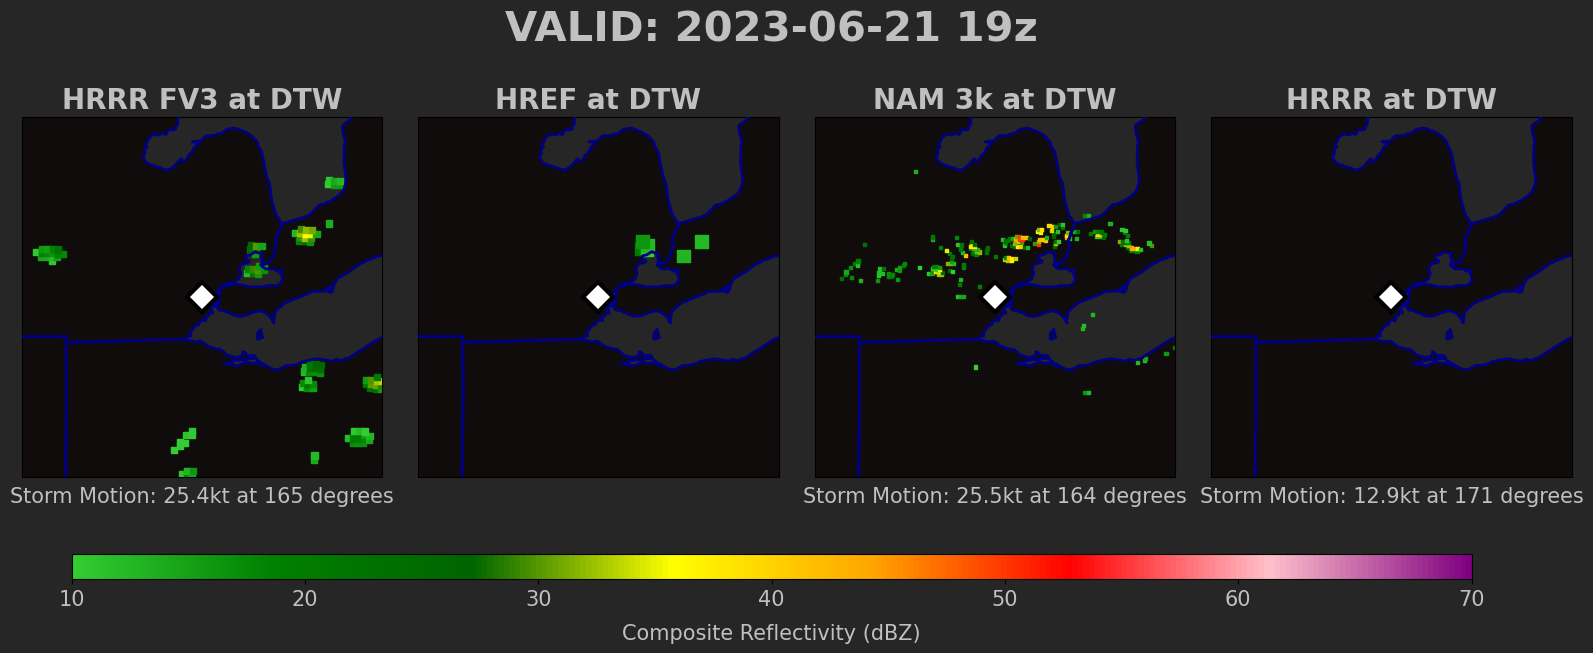 VALID: 2023-06-21 19z
HRRR FV3 at DTW
HREF at DTW
NAM 3k at DTW
HRRR at DTW
Storm Motion: 25.4kt at 165 degrees
Storm Motion: 25.5kt at 164 degrees
Storm Motion: 12.9kt at 171 degrees
10 20 30 40 50 60 70
Composite Reflectivity (dBZ)